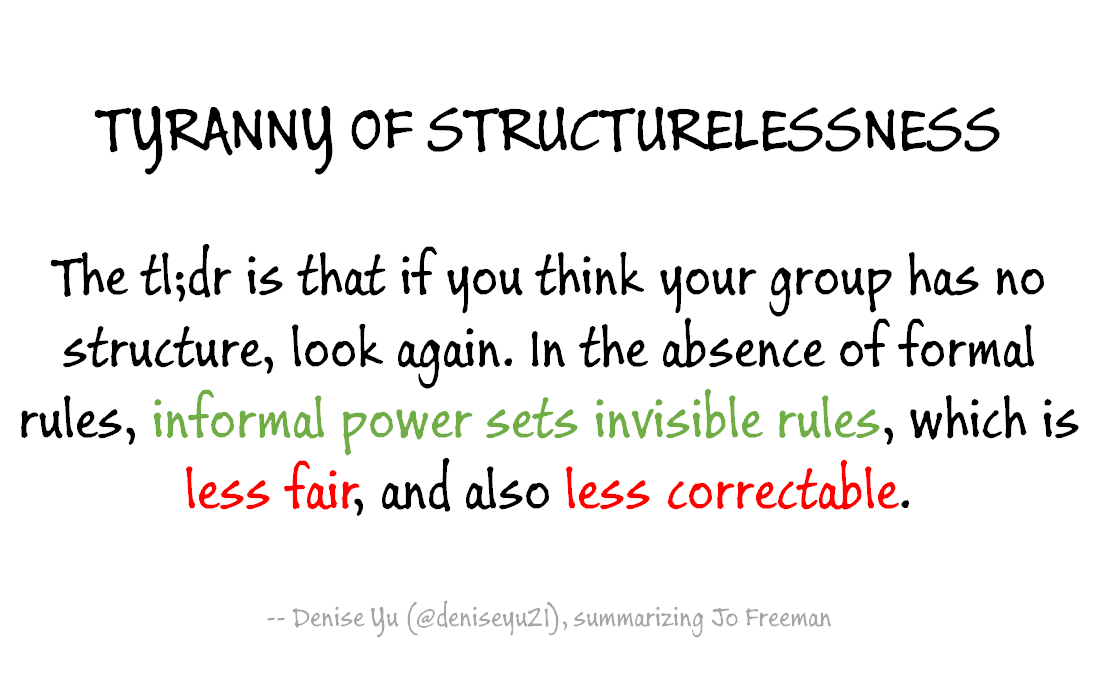 TYRANNY OF STRUCTURELESSNESS
The tl;dr is that if you think your group has no
structure, look again. In the absence of formal
rules, informal power sets invisible rules, which is
less fair, and also less correctable.
-- Denise Yu (@deniseyu21), summarizing Jo Freeman